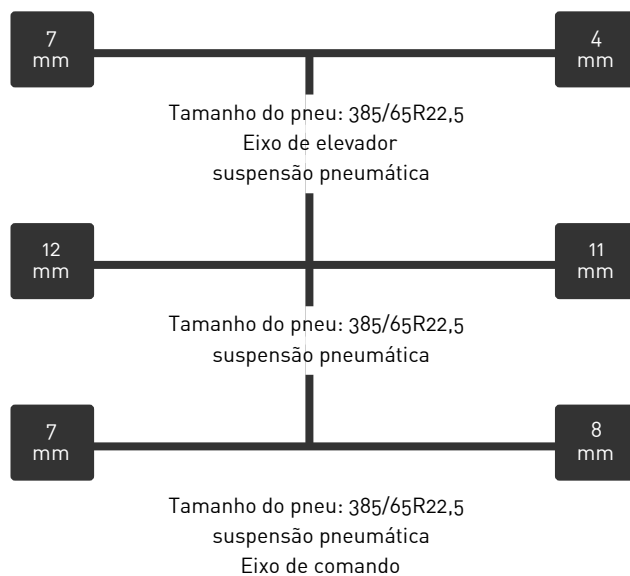 7
mm
4
mm
Tamanho do pneu: 385/65R22,5
Eixo de elevador
suspensão pneumática
12
mm
11
mm
Tamanho do pneu: 385/65R22,5
suspensão pneumática
7
mm
8
mm
Tamanho do pneu: 385/65R22,5
suspensão pneumática
Eixo de comando